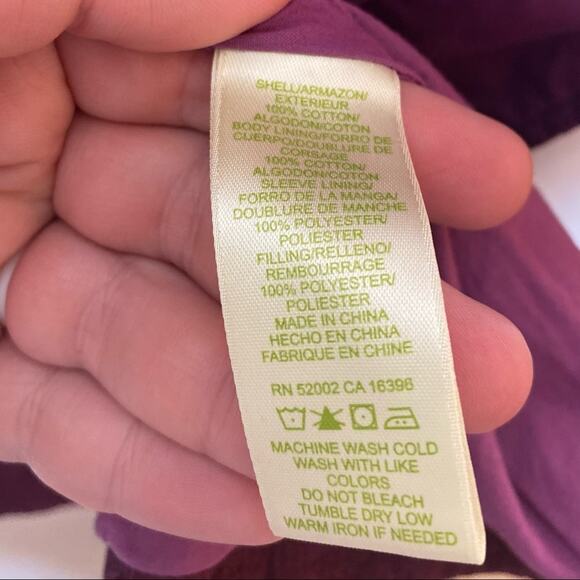 SHELL/ARMAZON/
EXTERIEUR
100% COTTON/
ALGODON/COTON
BODY LINING/FORRO DE
CUERPO/DOUBLURE DE
CORSAGE
100% COTTON/
ALGODON/COTON
SLEEVE LINING/
FORRO DE LA MANGA/
DOUBLURE DE MANCHE
100% POLYESTER/
POLIESTER
FILLING/RELLENO/
REMBOURRAGE
100% POLYESTER/
POLIESTER
MADE IN CHINA
HECHO EN CHINA
FABRIQUE EN CHINE
RN 52002 CA 16396
MACHINE WASH COLD
WASH WITH LIKE
COLORS
DO NOT BLEACH
TUMBLE DRY LOW
WARM IRON IF NEEDED